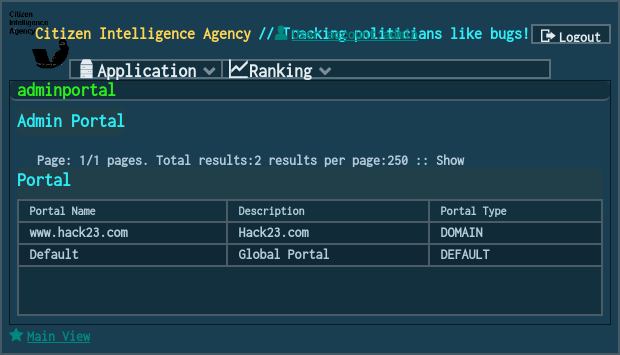 Citizen
Intelligence
Agency
Citizen Intelligence Agency // Tracking politicians like bugs!
Logout
Application
Ranking
adminportal
Admin Portal
Page: 1/1 pages. Total results:2 results per page:250 :: Show
Portal
Portal Name Description Portal Type
www.hack23.com Hack23.com DOMAIN
Default Global Portal DEFAULT
Main View